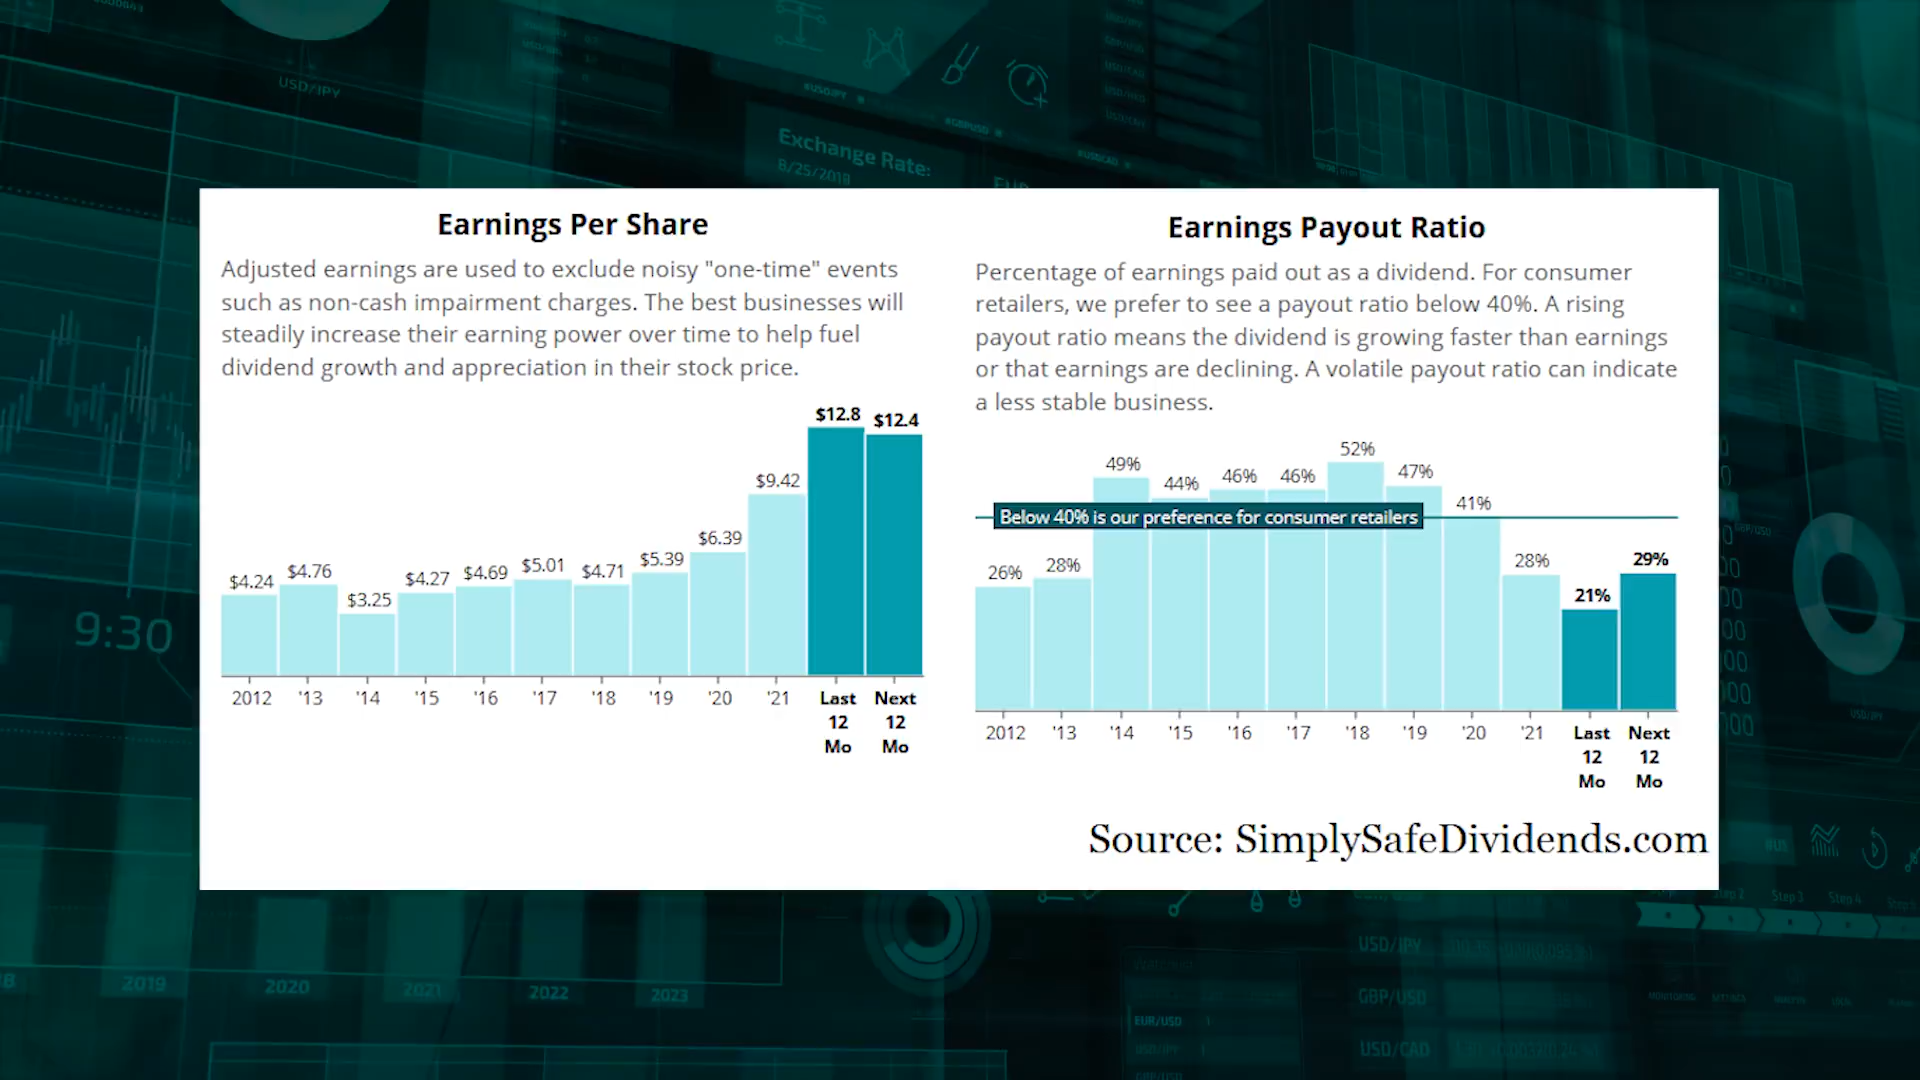 Earnings Per Share
Adjusted earnings are used to exclude noisy "one-time" events
such as non-cash impairment charges. The best businesses will
steadily increase their earning power over time to help fuel
dividend growth and appreciation in their stock price.
$4.24 $4.76 $3.25 $4.27 $4.69 $5.01 $4.71 $5.39 $6.39 $9.42 $12.8 $12.4
2012 '13 '14 '15 '16 '17 '18 '19 '20 '21 Last Next
12 12
Mo Mo
Earnings Payout Ratio
Percentage of earnings paid out as a dividend. For consumer
retailers, we prefer to see a payout ratio below 40%. A rising
payout ratio means the dividend is growing faster than earnings
or that earnings are declining. A volatile payout ratio can indicate
a less stable business.
26% 28% 49% 44% 46% 46% 52% 47% 41% 28% 21% 29%
Below 40% is our preference for consumer retailers
2012 '13 '14 '15 '16 '17 '18 '19 '20 '21 Last Next
12 12
Mo Mo
Source: SimplySafeDividends.com
USD/JPY
Exchange Rate:
8/25/2018
9:30
2019 2020 2021 2022 2023
USD/JPY
GBP/USD
USD/CAD
EUR/USD
Step 2 Step 3 Step 4